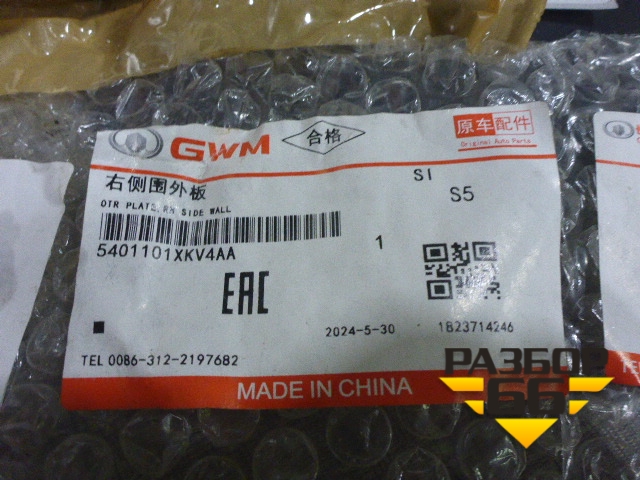 GWM 合格 原车配件
Original Auto Parts
右侧围外板 SI
S5
OTR PLATE,RH SIDE WALL
5401101XKV4AA 1
EAC
2024-5-30 1B23714246
TEL 0086-312-2197682
MADE IN CHINA
РАЗБОР
66